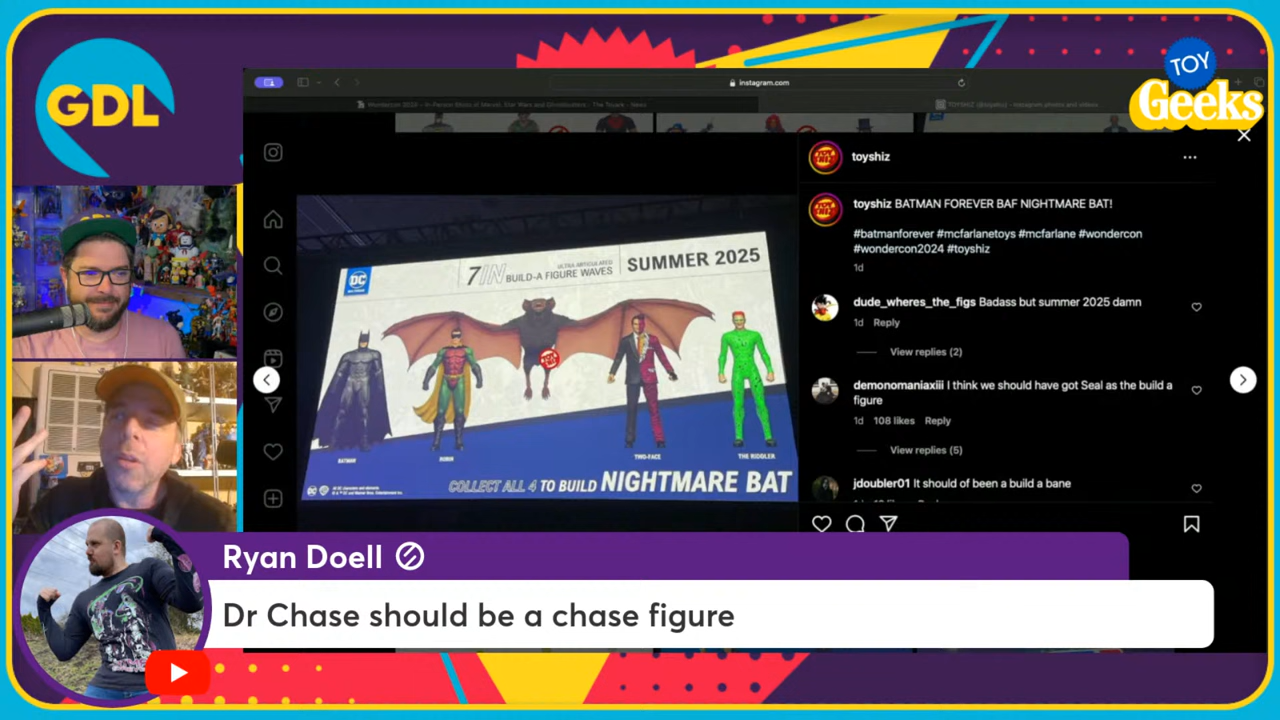 GDL
TOY
Geeks
instagram.com
toyshiz
toyshiz BATMAN FOREVER BAF NIGHTMARE BAT!
#batmanforever #mcfarlanetoys #mcfarlane #wondercon
#wondercon2024 #toyshiz
1d
dude_wheres_the_figs Badass but summer 2025 damn
1d Reply
View replies (2)
demonomaniaxiii I think we should have got Seal as the build a
figure
1d 108 likes Reply
View replies (5)
jdoubler01 It should of been a build a bane
DC
7IN
ULTRA ARTICULATED
BUILD-A FIGURE WAVES
SUMMER 2025
BATMAN
ROBIN
TWO-FACE
THE RIDDLER
COLLECT ALL 4 TO BUILD NIGHTMARE BAT
Ryan Doell
Dr Chase should be a chase figure